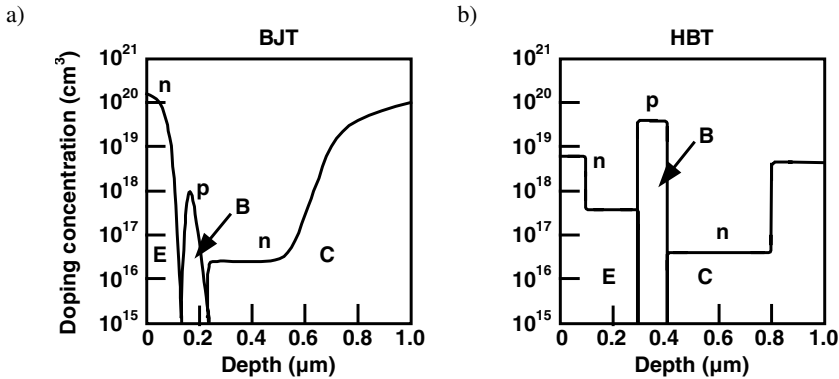 a)
BJT
Doping concentration (cm³)
10²¹
10²⁰
10¹⁹
10¹⁸
10¹⁷
10¹⁶
10¹⁵
n
p
B
n
E
C
0 0.2 0.4 0.6 0.8 1.0
Depth (µm)
b)
HBT
10²¹
10²⁰
10¹⁹
10¹⁸
10¹⁷
10¹⁶
10¹⁵
p
B
n
n
E
C
0 0.2 0.4 0.6 0.8 1.0
Depth (µm)